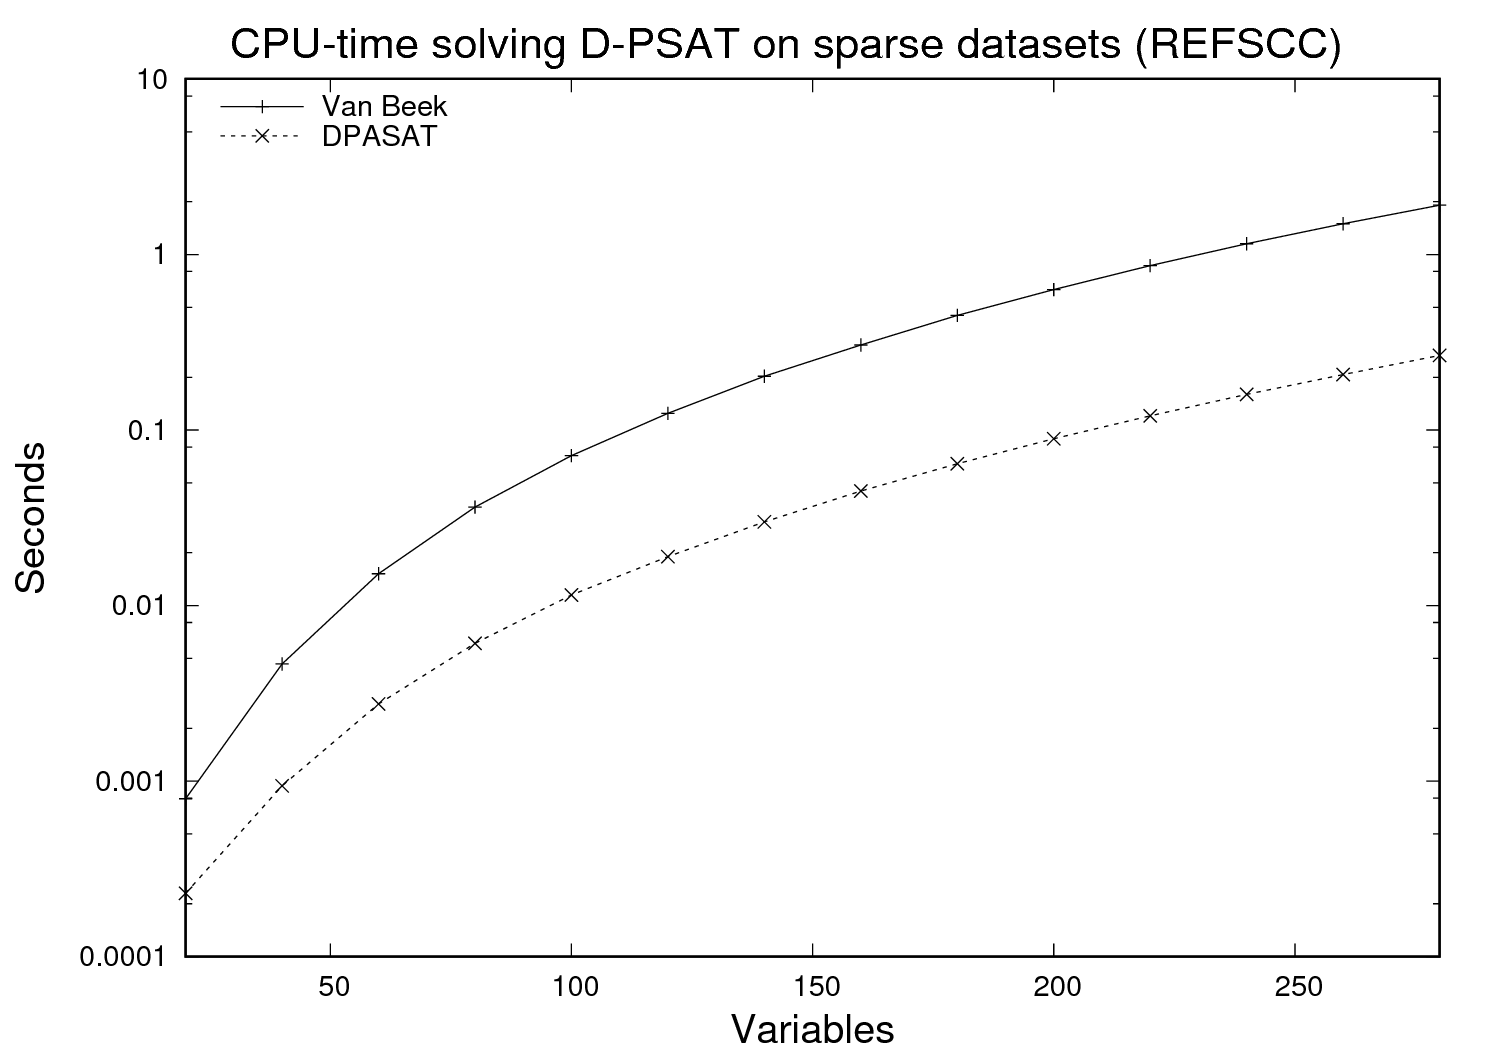 CPU-time solving D-PSAT on sparse datasets (REFSCC)
10
1
0.1
0.01
0.001
0.0001
Van Beek
DPASAT
Seconds
50 100 150 200 250
Variables